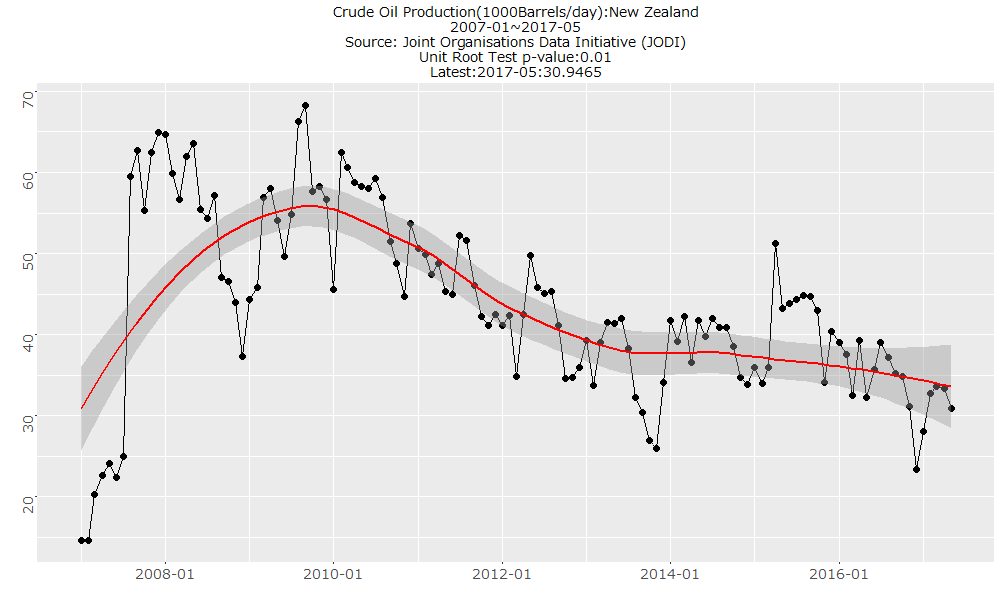 Crude Oil Production(1000Barrels/day):New Zealand
2007-01~2017-05
Source: Joint Organisations Data Initiative (JODI)
Unit Root Test p-value:0.01
Latest:2017-05:30.9465
70
60
50
40
30
20
2008-01 2010-01 2012-01 2014-01 2016-01